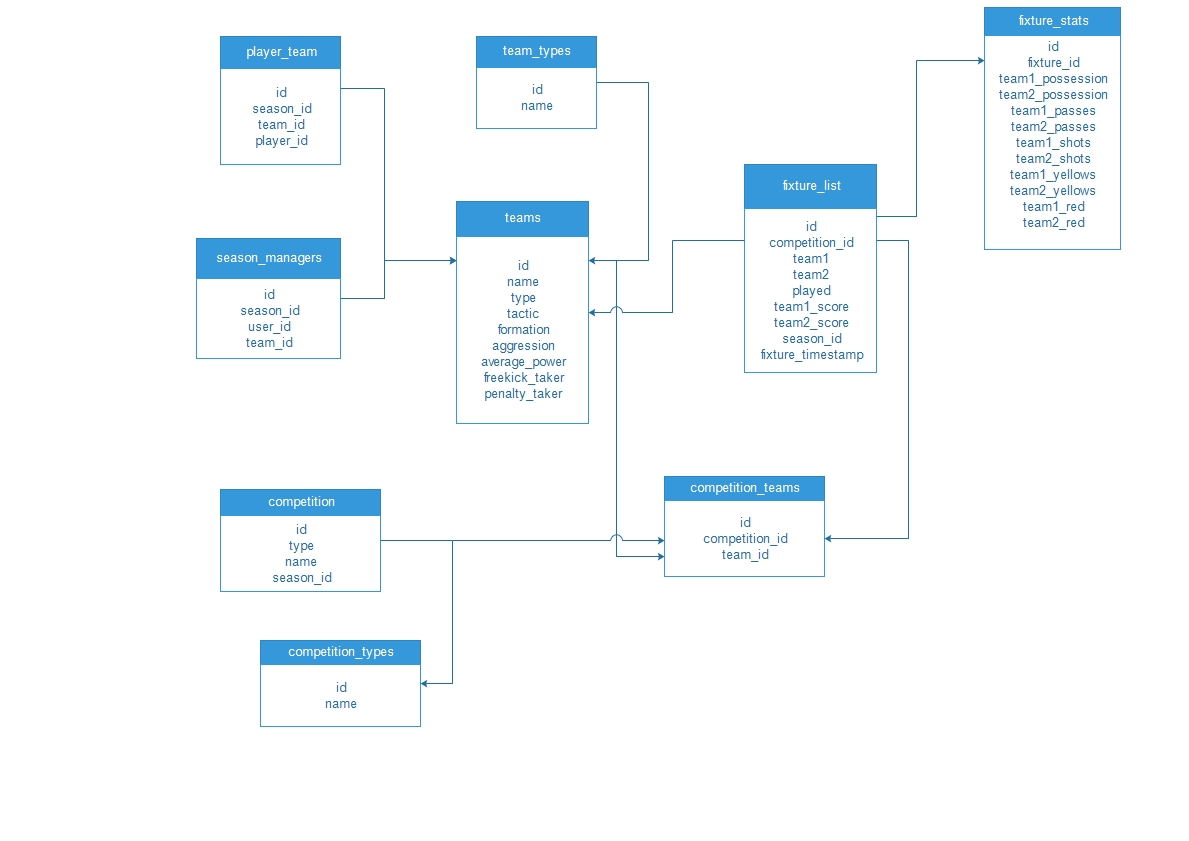 player_team
id
season_id
team_id
player_id
team_types
id
name
fixture_stats
id
fixture_id
team1_possession
team2_possession
team1_passes
team2_passes
team1_shots
team2_shots
team1_yellows
team2_yellows
team1_red
team2_red
season_managers
id
season_id
user_id
team_id
teams
id
name
type
tactic
formation
aggression
average_power
freekick_taker
penalty_taker
fixture_list
id
competition_id
team1
team2
played
team1_score
team2_score
season_id
fixture_timestamp
competition
id
type
name
season_id
competition_teams
id
competition_id
team_id
competition_types
id
name